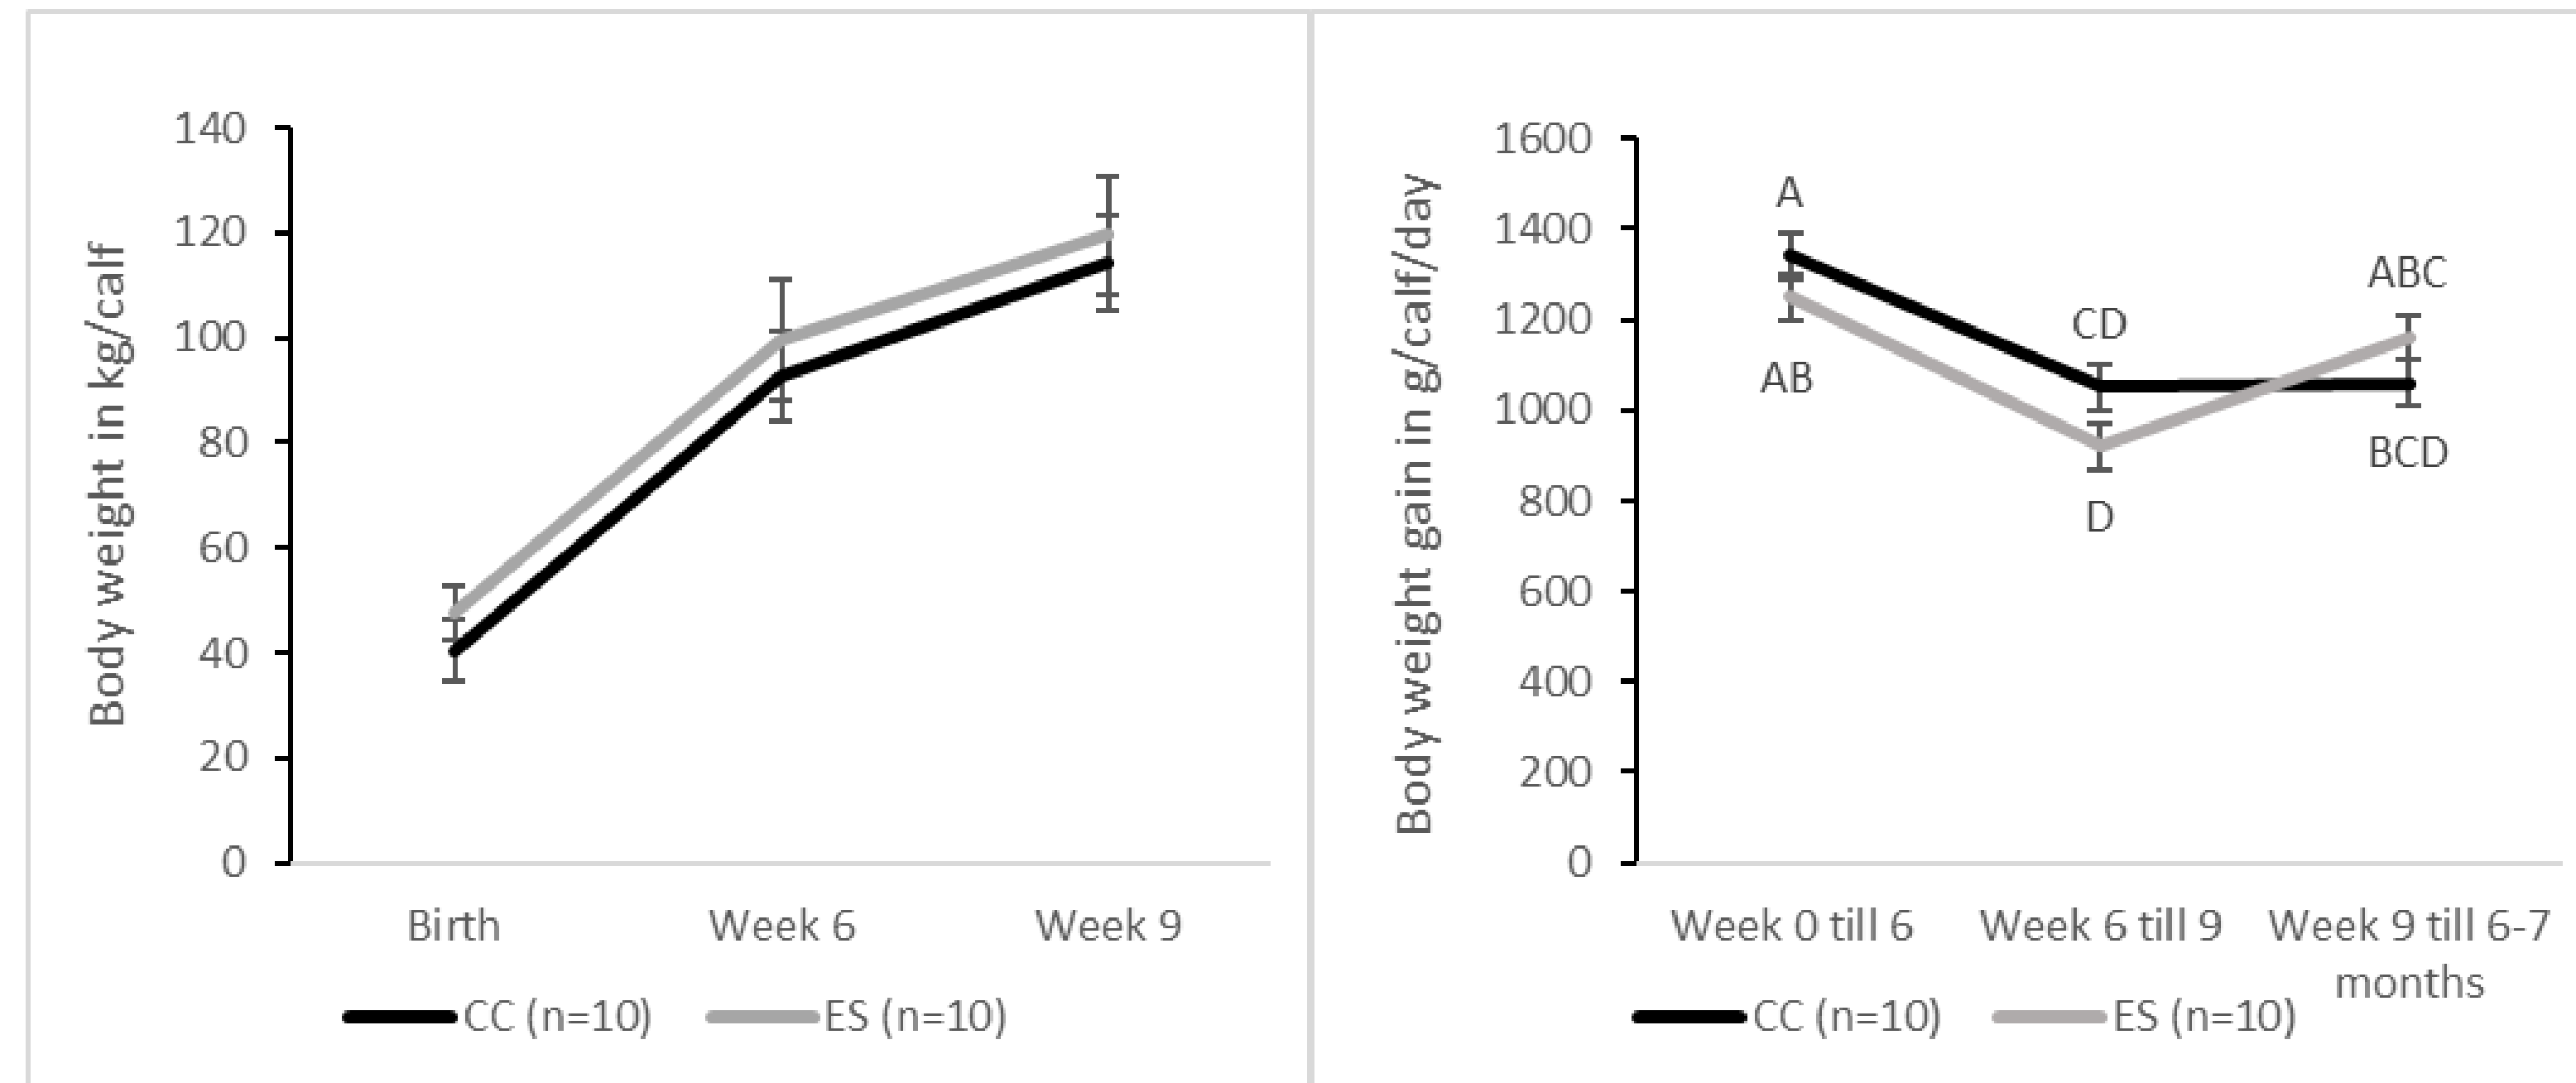 Body weight in kg/calf
140
120
100
80
60
40
20
0
Birth
Week 6
Week 9
CC (n=10)
ES (n=10)
Body weight gain in g/calf/day
1600
1400
1200
1000
800
600
400
200
0
A
AB
CD
D
ABC
BCD
Week 0 till 6
Week 6 till 9
Week 9 till 6-7
months
CC (n=10)
ES (n=10)